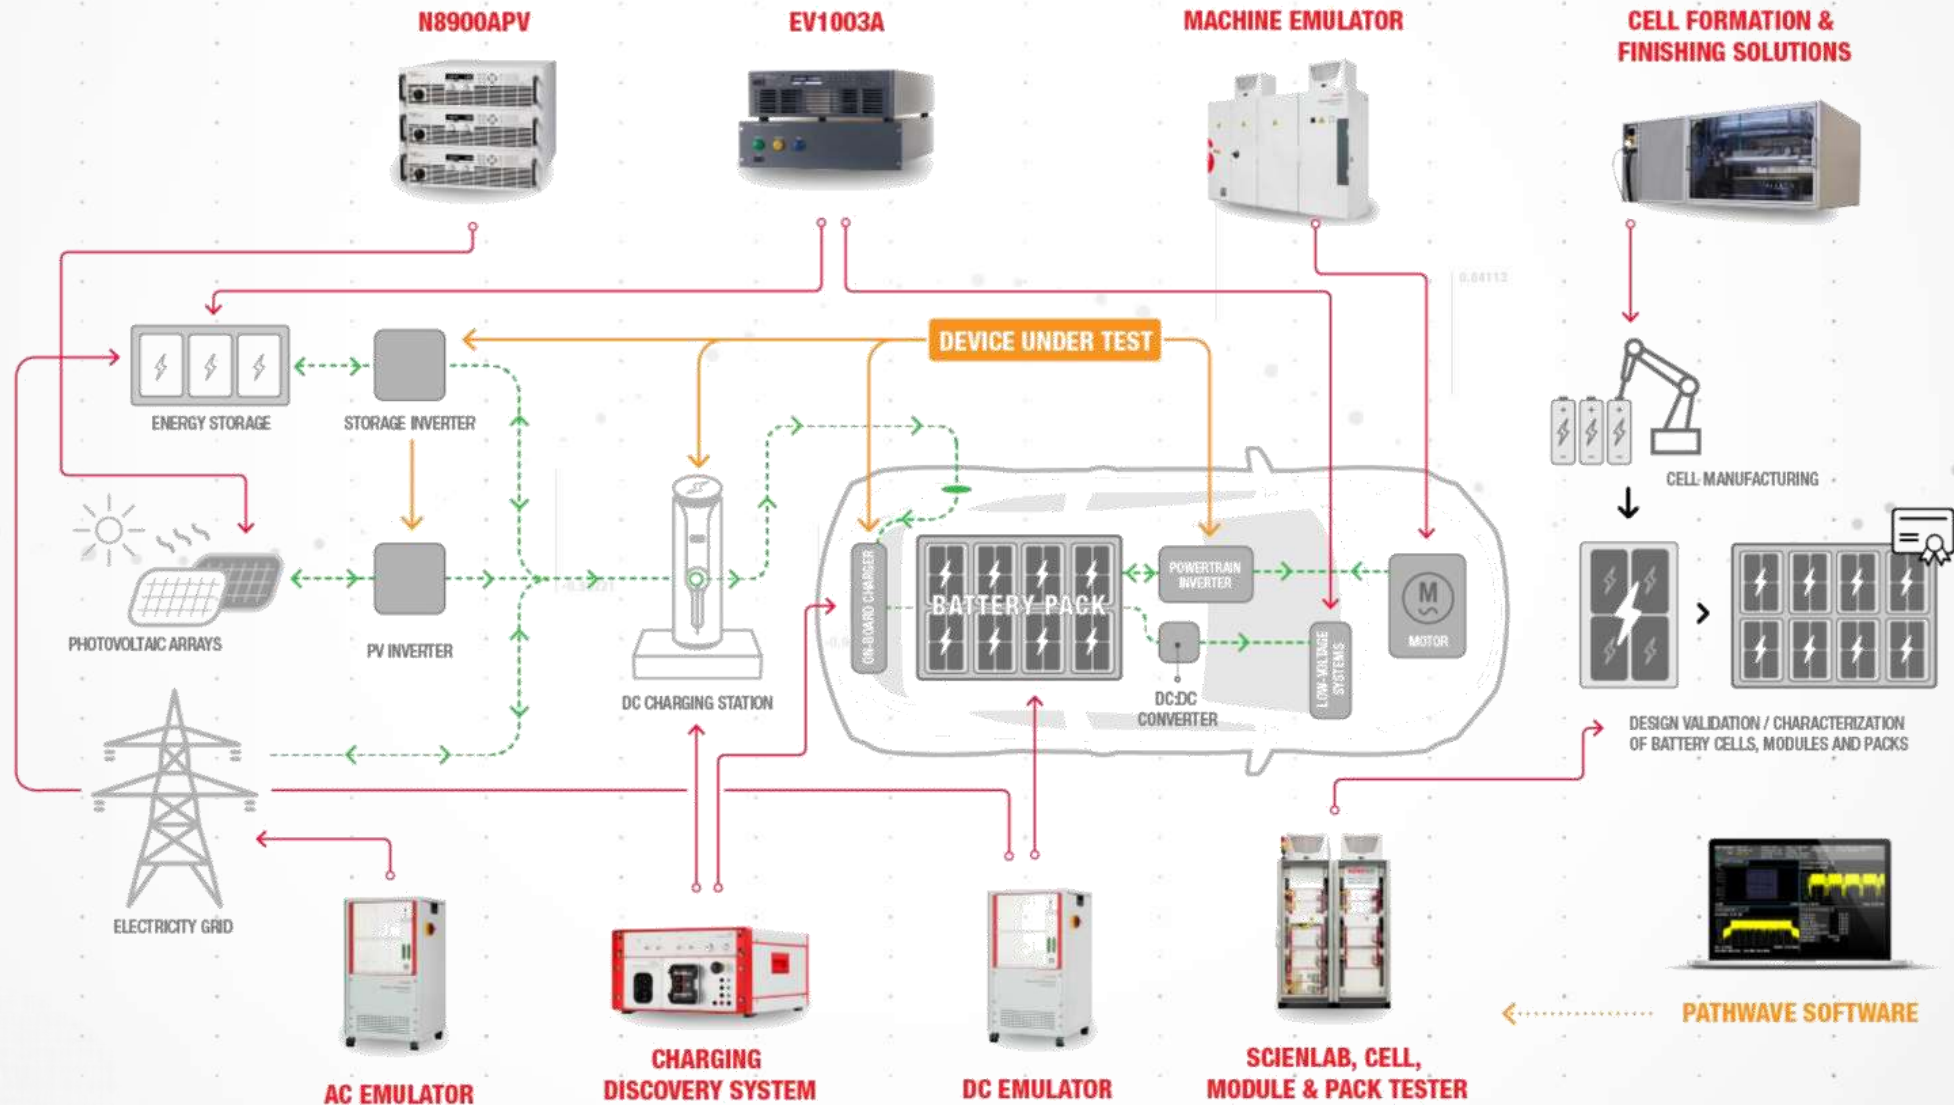 N8900APV
EV1003A
MACHINE EMULATOR
CELL FORMATION &
FINISHING SOLUTIONS
0.84113
DEVICE UNDER TEST
ENERGY STORAGE
STORAGE INVERTER
CELL MANUFACTURING
PHOTOVOLTAIC ARRAYS
PV INVERTER
DC CHARGING STATION
ON-BOARD CHARGER
BATTERY PACK
POWERTRAIN
INVERTER
DC:DC
CONVERTER
LOW-VOLTAGE
SYSTEMS
M
MOTOR
DESIGN VALIDATION / CHARACTERIZATION
OF BATTERY CELLS, MODULES AND PACKS
ELECTRICITY GRID
AC EMULATOR
CHARGING
DISCOVERY SYSTEM
DC EMULATOR
SCIENLAB, CELL,
MODULE & PACK TESTER
PATHWAVE SOFTWARE